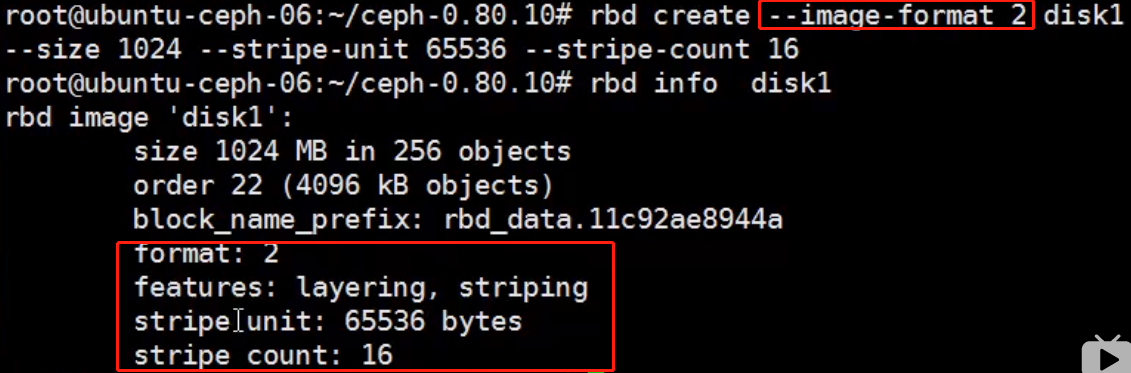 root@ubuntu-ceph-06:~/ceph-0.80.10# rbd create --image-format 2 disk1
--size 1024 --stripe-unit 65536 --stripe-count 16
root@ubuntu-ceph-06:~/ceph-0.80.10# rbd info  disk1
rbd image 'disk1':
        size 1024 MB in 256 objects
        order 22 (4096 kB objects)
        block_name_prefix: rbd_data.11c92ae8944a
        format: 2
        features: layering, striping
        stripe unit: 65536 bytes
        stripe count: 16